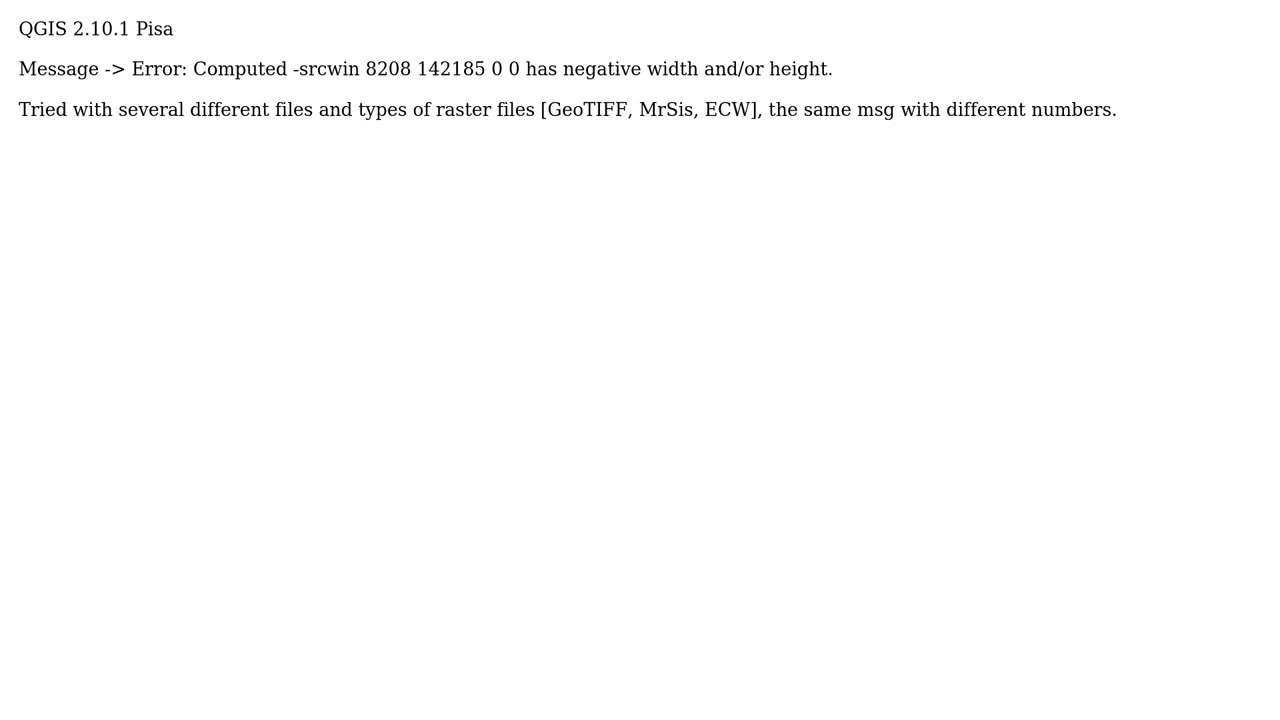 QGIS 2.10.1 Pisa
Message -> Error: Computed -srcwin 8208 142185 0 0 has negative width and/or height.
Tried with several different files and types of raster files [GeoTIFF, MrSis, ECW], the same msg with different numbers.